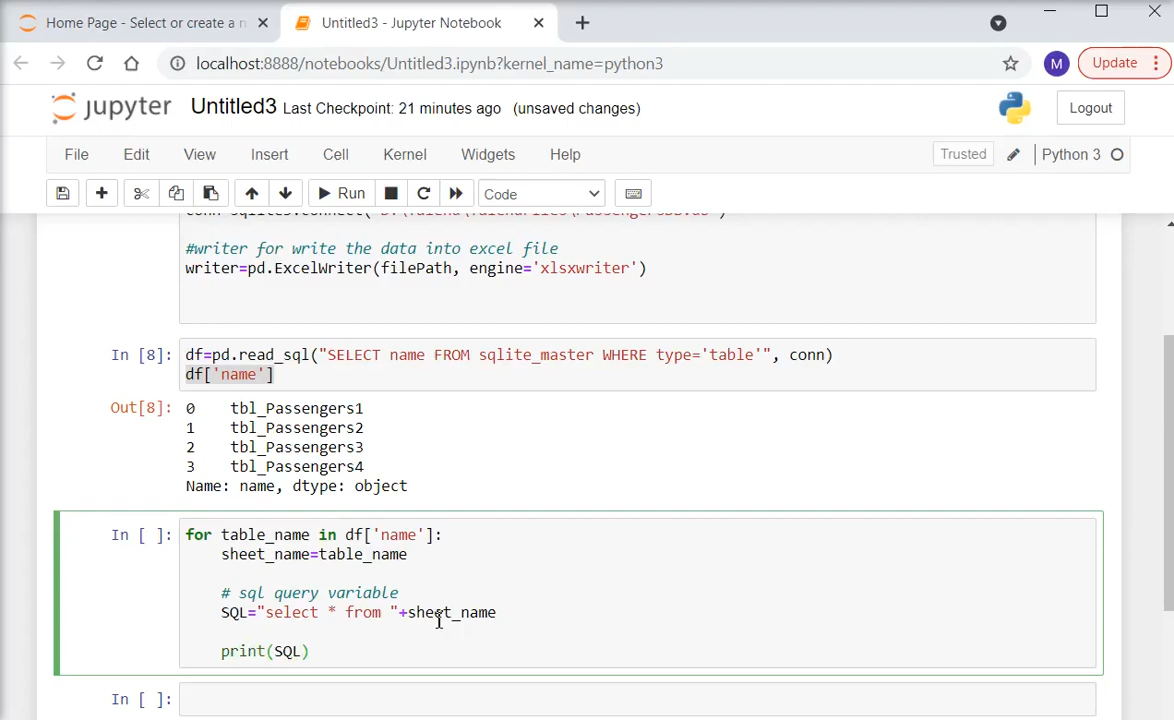 Home Page - Select or create a n
Untitled3 - Jupyter Notebook
localhost:8888/notebooks/Untitled3.ipynb?kernel_name=python3
M
Update
jupyter
Untitled3 Last Checkpoint: 21 minutes ago (unsaved changes)
Logout
File Edit View Insert Cell Kernel Widgets Help
Trusted
Python 3
Run
Code
#writer for write the data into excel file
writer=pd.ExcelWriter(filePath, engine='xlsxwriter')
In [8]: df=pd.read_sql("SELECT name FROM sqlite_master WHERE type='table'", conn)
df['name']
Out[8]: 0 tbl_Passengers1
1 tbl_Passengers2
2 tbl_Passengers3
3 tbl_Passengers4
Name: name, dtype: object
In [ ]: for table_name in df['name']:
sheet_name=table_name
# sql query variable
SQL="select * from "+sheet_name
print(SQL)
In [ ]: